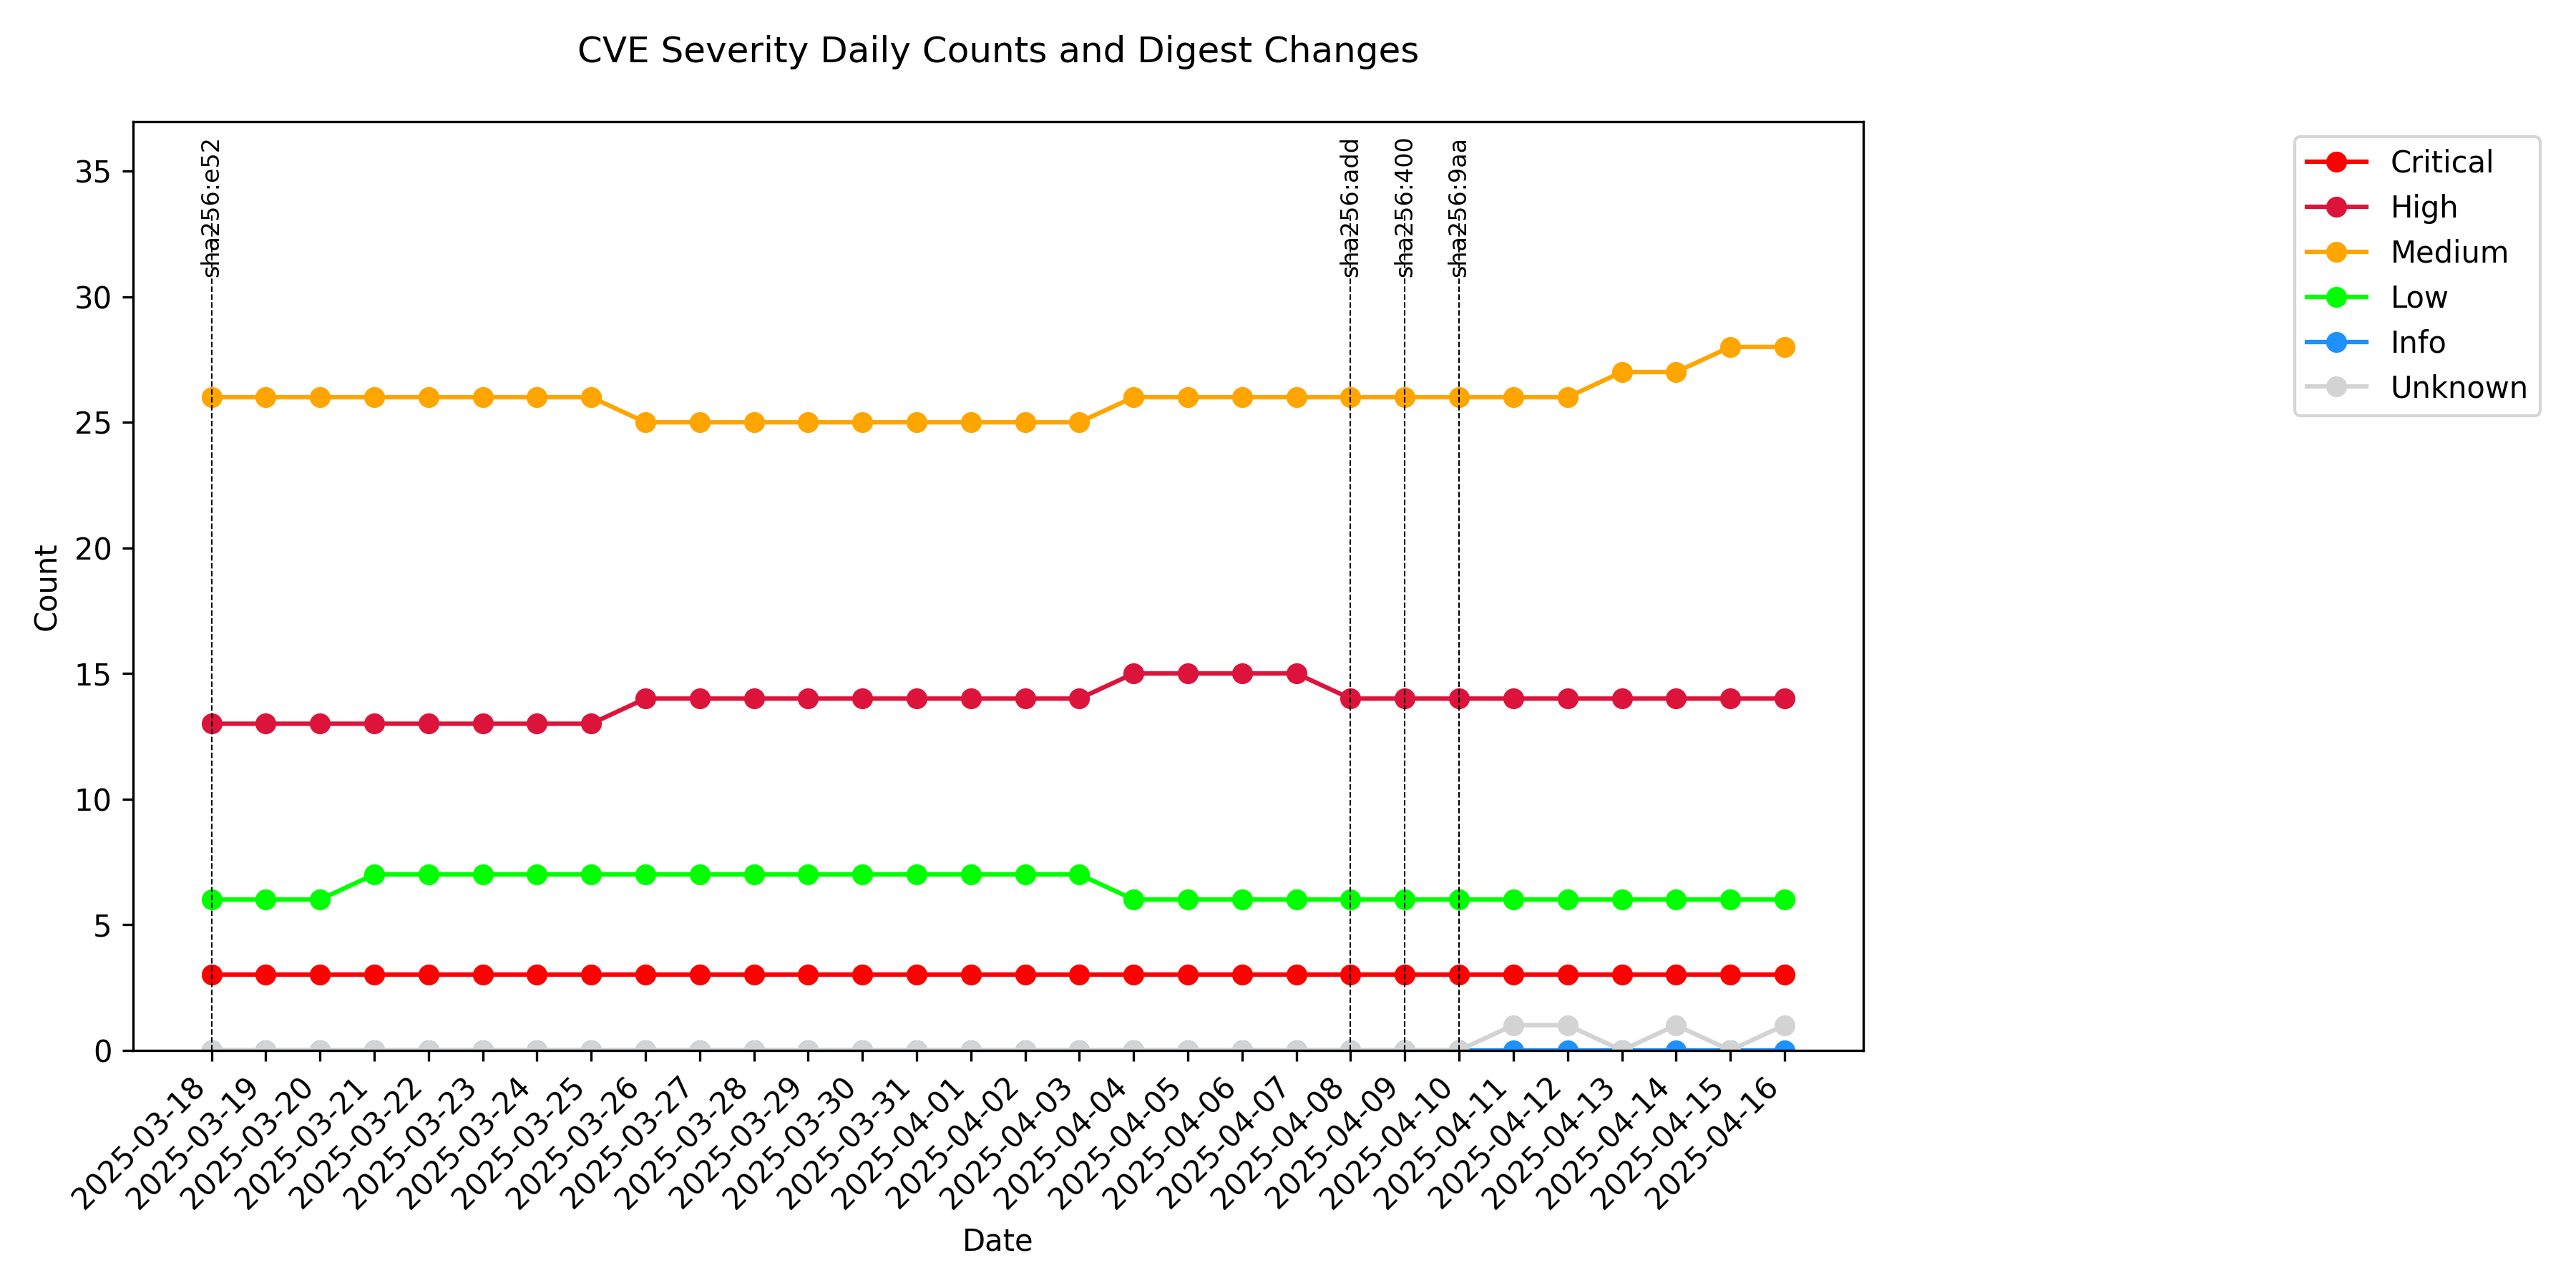 CVE Severity Daily Counts and Digest Changes
sha256:e52
sha256:add
sha256:400
sha256:9aa
Critical
High
Medium
Low
Info
Unknown
Count
35
30
25
20
15
10
5
0
2025-03-18
2025-03-19
2025-03-20
2025-03-21
2025-03-22
2025-03-23
2025-03-24
2025-03-25
2025-03-26
2025-03-27
2025-03-28
2025-03-29
2025-03-30
2025-03-31
2025-04-01
2025-04-02
2025-04-03
2025-04-04
2025-04-05
2025-04-06
2025-04-07
2025-04-08
2025-04-09
2025-04-10
2025-04-11
2025-04-12
2025-04-13
2025-04-14
2025-04-15
2025-04-16
Date